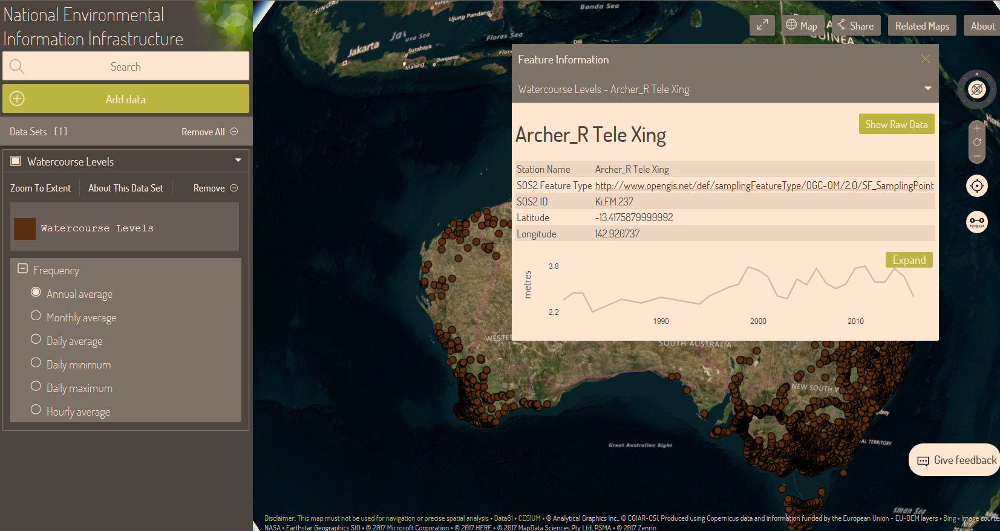 National Environmental
Information Infrastructure
Search
Add data
Data Sets [1]
Remove All
Watercourse Levels
Zoom To Extent
About This Data Set
Remove
Watercourse Levels
Frequency
Annual average
Monthly average
Daily average
Daily minimum
Daily maximum
Hourly average
Banda Sea
Ujung Pandang
Jakarta
Java Sea
Surabaya
Malang
Denpasar
Flores Sea
Dili
GUINEA
Map
Share
Related Maps
About
N
Feature Information
Watercourse Levels - Archer_R Tele Xing
Show Raw Data
Archer_R Tele Xing
Station Name Archer_R Tele Xing
SOS2 Feature Type http://www.opengis.net/def/samplingFeatureType/OGC-OM/2.0/SF_SamplingPoint
SOS2 ID Ki.FM.237
Latitude -13.4175879999992
Longitude 142.920737
Expand
metres
3.8
2.2
1990
2000
2010
WESTE
SOUTH AUSTRALIA
NEW SOUTH W
dney
AL TERRITORY
Great Australian Bight
Give feedback
sman Sea
Disclaimer: This map must not be used for navigation or precise spatial analysis • Data61 • CESIUM • © Analytical Graphics Inc., © CGIAR-CSI, Produced using Copernicus data and information funded by the European Union - EU-DEM layers • Bing • Image courtes
NASA • Earthstar Geographics SIO • © 2017 Microsoft Corporation • © 2017 HERE • © 2017 MapData Sciences Pty Ltd, PSMA • © 2017 Zenrin